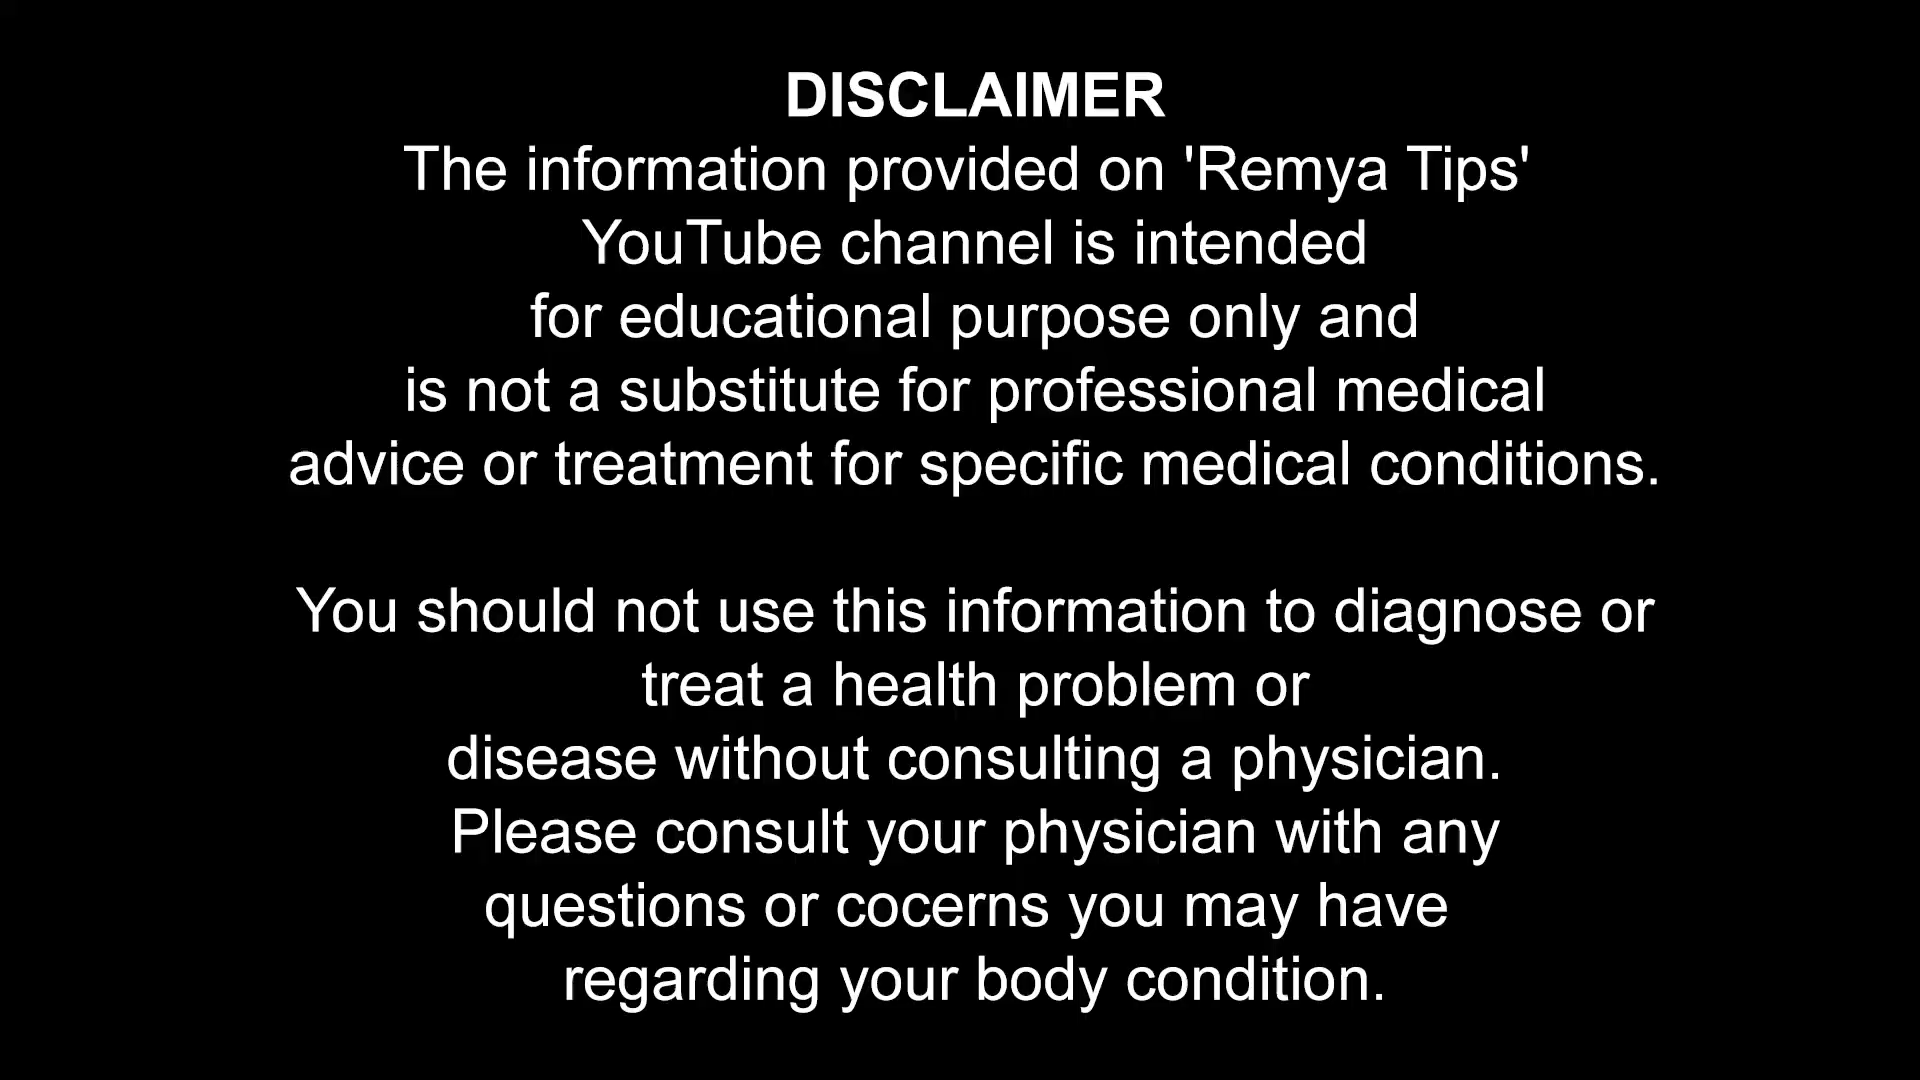 DISCLAIMER
The information provided on 'Remya Tips'
YouTube channel is intended
for educational purpose only and
is not a substitute for professional medical
advice or treatment for specific medical conditions.
You should not use this information to diagnose or
treat a health problem or
disease without consulting a physician.
Please consult your physician with any
questions or cocerns you may have
regarding your body condition.